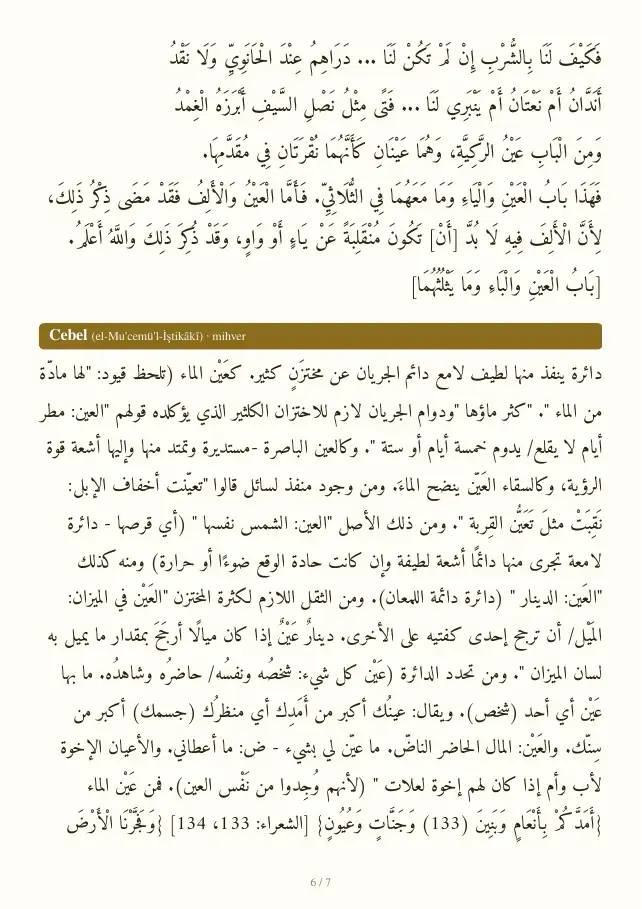 فَكَيْفَ لَنَا بِالشُّرْبِ إِنْ لَمْ تَكُنْ لَنَا ... دَرَاهِمُ عِنْدَ الْحَانَوِيِّ وَلَا نَقْدُ
أَنَدَّانُ أَمْ نَعْتَانُ أَمْ يَنْبَرِي لَنَا ... فَتًى مِثْلُ نَصْلِ السَّيْفِ أَبْرَزَهُ الْغِمْدُ
وَمِنَ الْبَابِ عَيْنُ الرَّكِيَّةِ، وَهُمَا عَيْنَانِ كَأَنَّهُمَا نُقْرَتَانِ فِي مُقَدَّمِهَا.
فَهَذَا بَابُ الْعَيْنِ وَالْيَاءِ وَمَا مَعَهُمَا فِي الثُّلَاثِيِّ. فَأَمَّا الْعَيْنُ وَالْأَلِفُ فَقَدْ مَضَى ذِكْرُ ذَلِكَ،
لِأَنَّ الْأَلِفَ فِيهِ لَا بُدَّ [أَنْ] تَكُونَ مُنْقَلِبَةً عَنْ يَاءٍ أَوْ وَاوٍ، وَقَدْ ذُكِرَ ذَلِكَ وَاللَّهُ أَعْلَمُ.
[بَابُ الْعَيْنِ وَالْبَاءِ وَمَا يَثْلُثُهُمَا]
Cebel (el-Mu'cemü'l-İştikâkî) · mihver
دائرة ينفذ منها لطيف لامع دائم الجريان عن مختزَنٍ كثير. كعَيْن الماء (تلحظ قيود: "لها مادّة
من الماء ". "كثر ماؤها "ودوام الجريان لازم للاختزان الكلثير الذي يؤكلده قولهم "العين: مطر
أيام لا يقلع/ يدوم خمسة أيام أو ستة ". وكالعين الباصرة -مستديرة وتمتد منها وإليها أشعة قوة
الرؤية، وكالسقاء العَيّن ينضح الماءَ. ومن وجود منفذ لسائل قالوا "تعيّنت أخفاف الإبل:
نَقِبَتْ مثلَ تَعَيُّن القِربة ". ومن ذلك الأصل "العين: الشمس نفسها " (أي قرصها - دائرة
لامعة تجرى منها دائمًا أشعة لطيفة وإن كانت حادة الوقع ضوءًا أو حرارة) ومنه كذلك
"العَين: الدينار " (دائرة دائمة اللمعان). ومن الثقل اللازم لكثرة المختزن "العَيْن في الميزان:
المَيْل/ أن ترجح إحدى كفتيه على الأخرى. دينارٌ عَيْنٌ إذا كان ميالًا أرجَحَ بمقدار ما يميل به
لسان الميزان ". ومن تحدد الدائرة (عَيْن كل شيء: شخصُه ونفسُه/ حاضرُه وشاهدُه. ما بها
عَيْن أي أحد (شخص). ويقال: عينُك أكبر من أَمَدِك أي منظرُك (جسمك) أكبر من
سِنّك. والعَيْن: المال الحاضر الناضّ. ما عيّن لي بشيء - ض: ما أعطاني. والأعيان الإخوة
لأب وأم إذا كان لهم إخوة لعلات " (لأنهم وُجِدوا من نَفْس العين). فمن عَيْن الماء
{أَمَدَّكُمْ بِأَنْعَامٍ وَبَنِينَ (133) وَجَنَّاتٍ وَعُيُونٍ} [الشعراء: 133، 134] {وَفَجَّرْنَا الْأَرْضَ
6 / 7